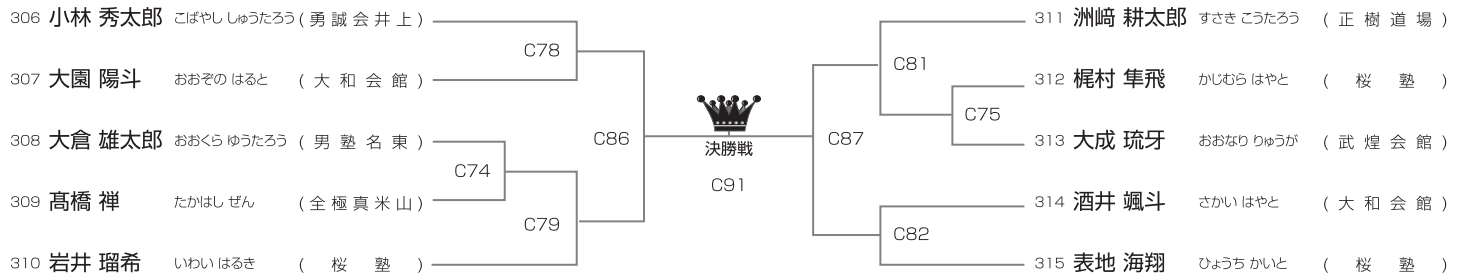 306 小林 秀太郎 こばやし しゅうたろう (勇誠会井上)
C78
307 大園 陽斗 おおぞの はると (大和会館)
C86
308 大倉 雄太郎 おおくら ゆうたろう (男塾名東)
C74
309 髙橋 禅 たかはし ぜん (全極真米山)
C79
310 岩井 瑠希 いわい はるき (桜塾)
決勝戦
C91
311 洲﨑 耕太郎 すさき こうたろう (正樹道場)
C81
312 梶村 隼飛 かじむら はやと (桜塾)
C75
313 大成 琉牙 おおなり りゅうが (武煌会館)
C87
314 酒井 颯斗 さかい はやと (大和会館)
C82
315 表地 海翔 ひょうち かいと (桜塾)